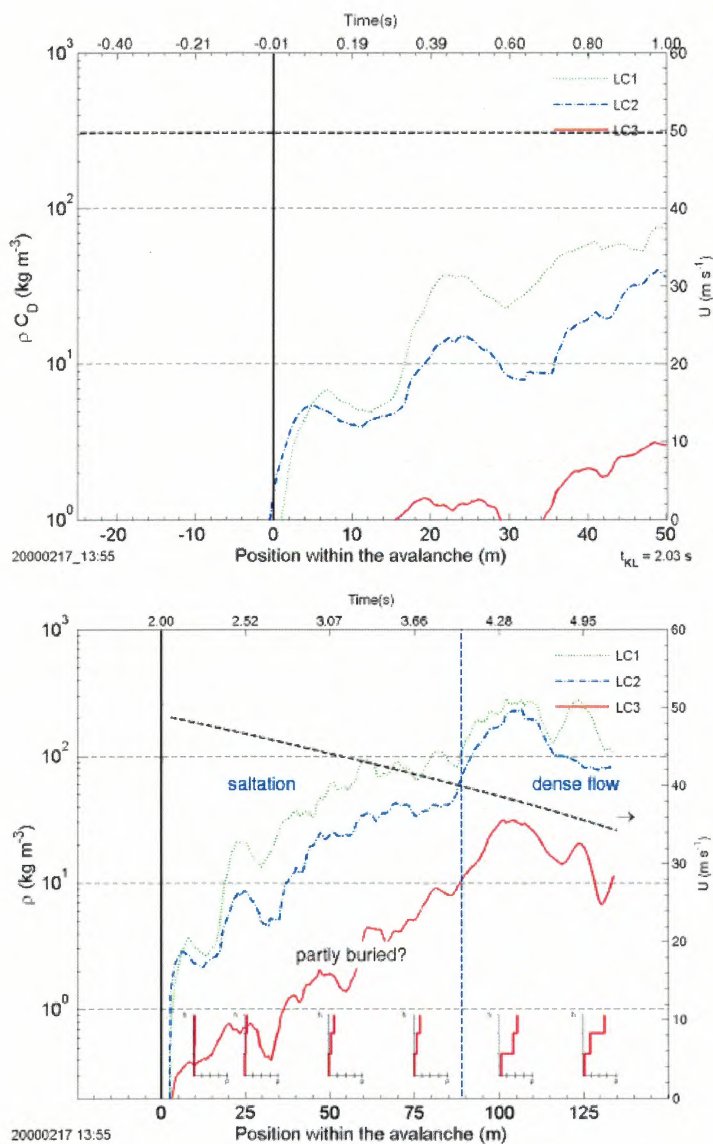 Time(s)
-0.40 -0.21 -0.01 0.19 0.39 0.60 0.80 1.00
10³ 60
LC1
LC2
50
LC3
10² 40
ρ C_D (kg m⁻³)
U (m s⁻¹)
30
10¹ 20
10
10⁰ 0
-20 -10 0 10 20 30 40 50
20000217_13:55 Position within the avalanche (m) t_KL = 2.03 s
Time(s)
2.00 2.52 3.07 3.66 4.28 4.95
10³ 60
LC1
LC2
50
LC3
10²
saltation dense flow
40
ρ (kg m⁻³)
U (m s⁻¹)
30
10¹
20
partly buried?
10⁰
10
0
0 25 50 75 100 125
20000217 13:55 Position within the avalanche (m)